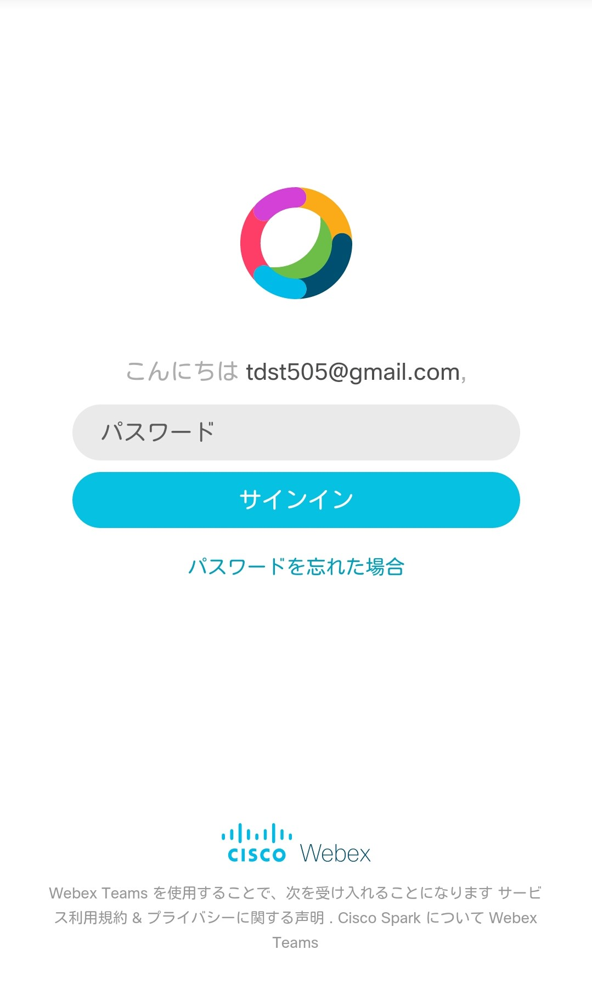 こんにちは tdst505@gmail.com,
パスワード
サインイン
パスワードを忘れた場合
CISCO Webex
Webex Teams を使用することで、次を受け入れることになります サービ
ス利用規約 & プライバシーに関する声明 . Cisco Spark について Webex
Teams